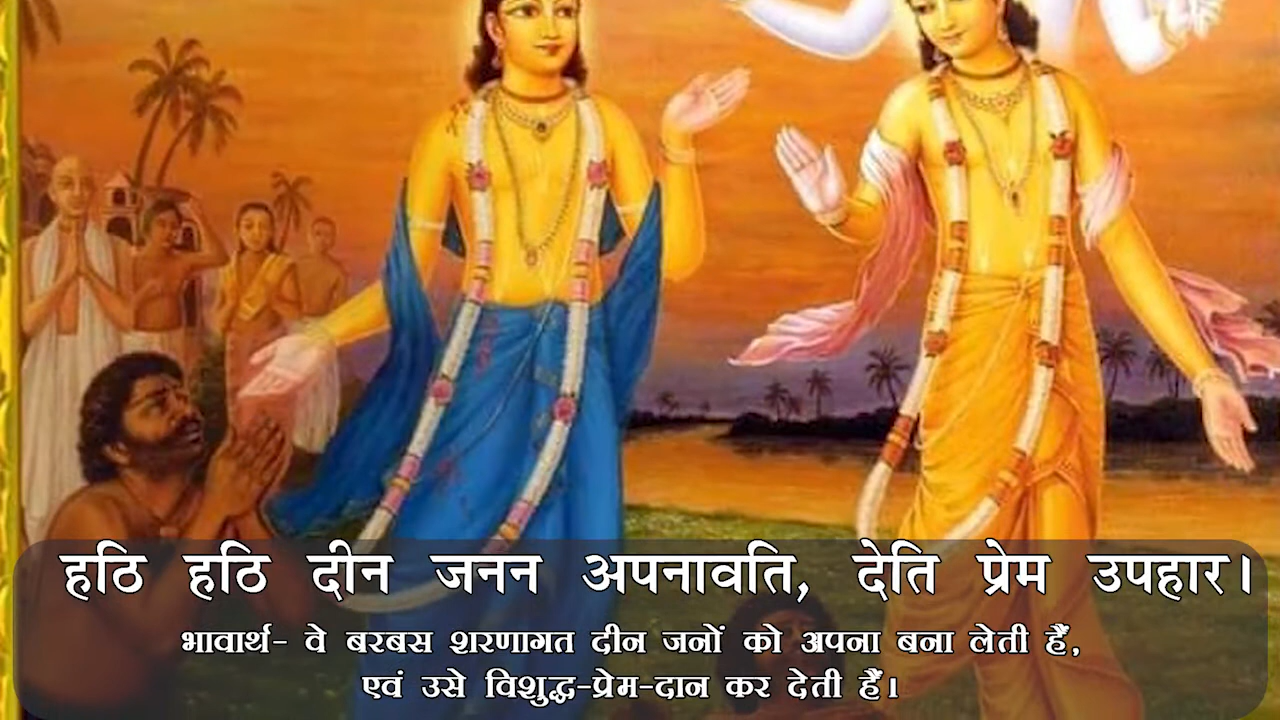 हठि हठि दीन जनन अपनावति, देति प्रेम उपहार।
भावार्थ- वे बरबस शरणागत दीन जनों को अपना बना लेती हैं,
एवं उसे विशुद्ध-प्रेम-दान कर देती हैं।